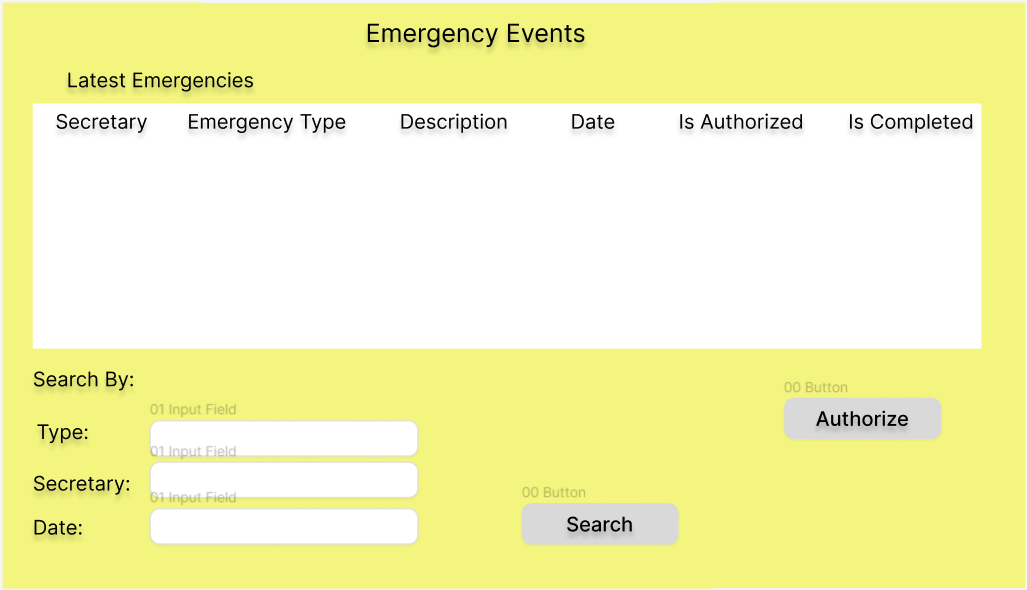 Emergency Events
Latest Emergencies
Secretary Emergency Type Description Date Is Authorized Is Completed
Search By:
00 Button
Authorize
01 Input Field
Type:
01 Input Field
Secretary:
01 Input Field
00 Button
Date:
Search